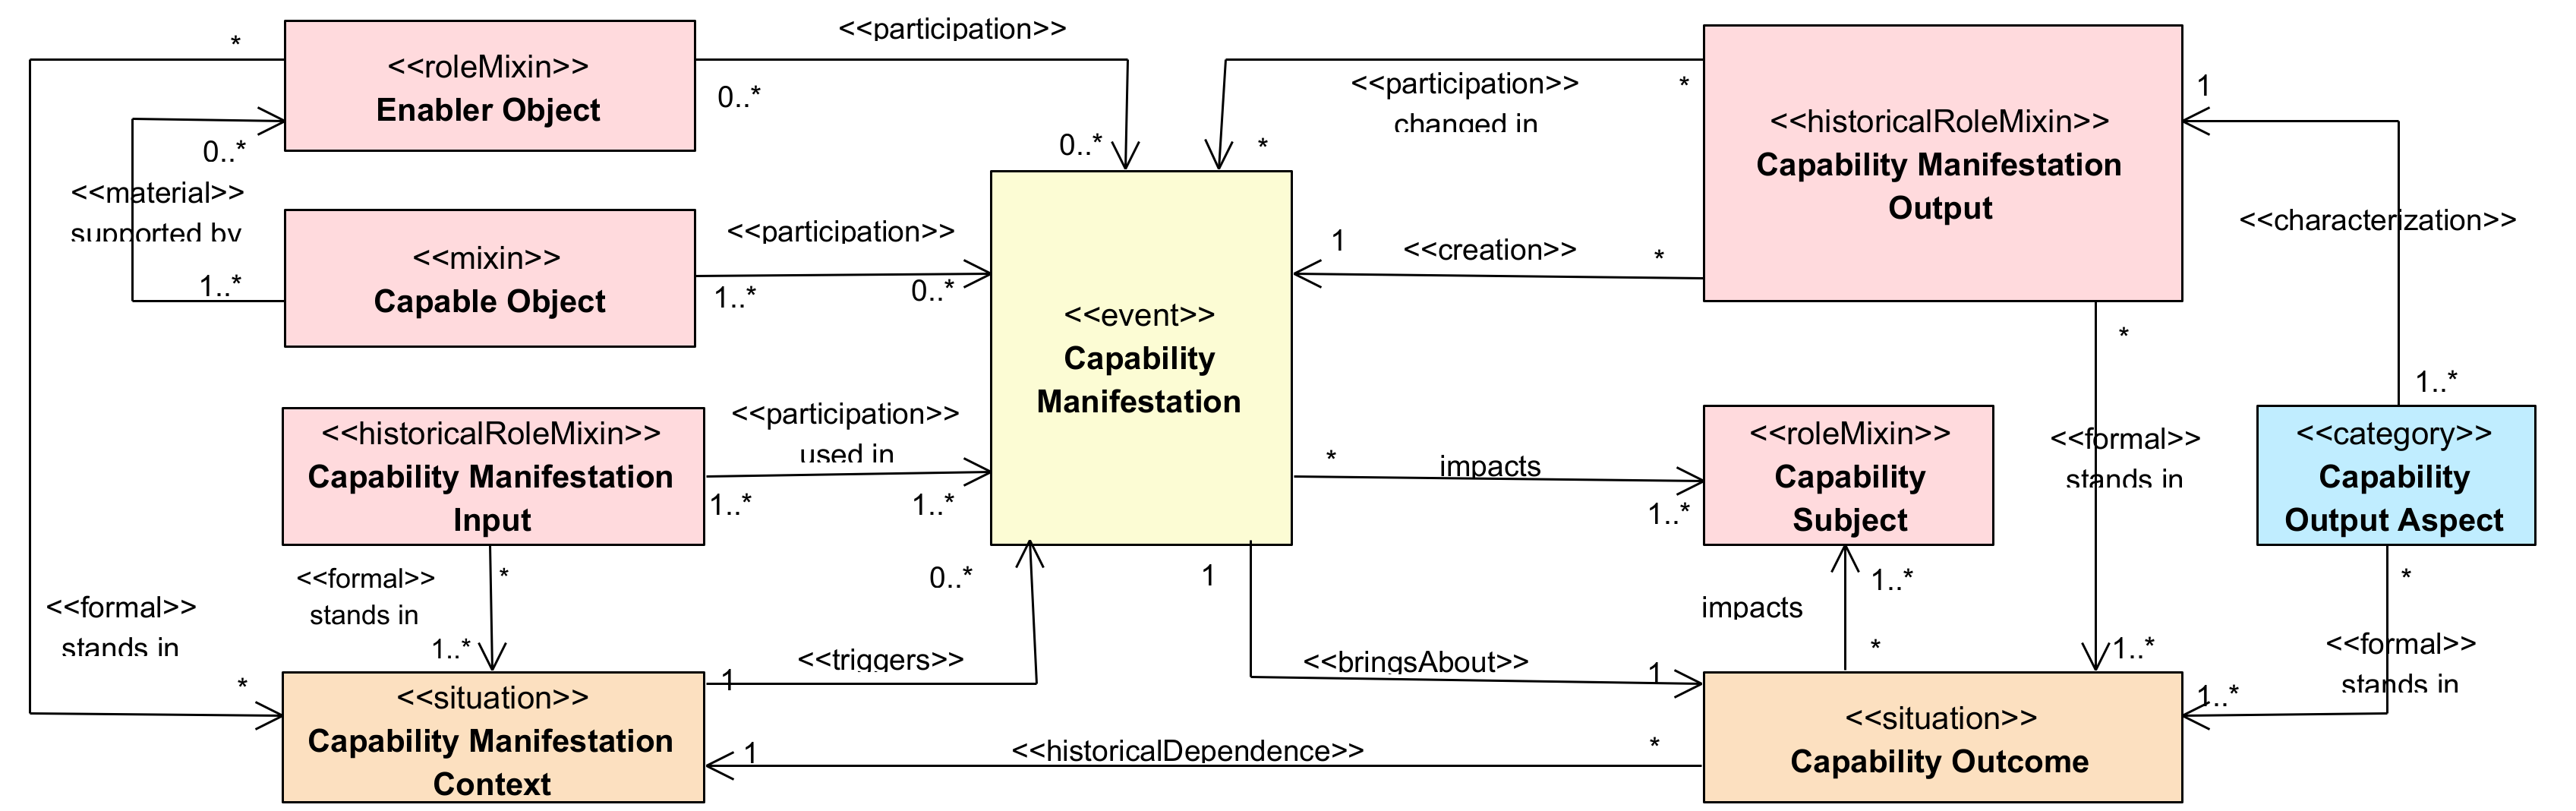 *
<<roleMixin>>
Enabler Object
<<participation>>
0..*
0..*
<<participation>>
changed in
*
*
<<historicalRoleMixin>>
Capability Manifestation
Output
1
0..*
<<material>>
supported by
1..*
<<mixin>>
Capable Object
<<participation>>
1..*
0..*
<<event>>
Capability
Manifestation
1
<<creation>>
*
<<characterization>>
1..*
<<historicalRoleMixin>>
Capability Manifestation
Input
<<participation>>
used in
1..*
1..*
*
impacts
1..*
<<roleMixin>>
Capability
Subject
*
<<formal>>
stands in
1..*
<<category>>
Capability
Output Aspect
<<formal>>
stands in
*
<<formal>>
stands in
*
1..*
0..*
<<triggers>>
1
1
<<bringsAbout>>
1
impacts
1..*
*
*
<<formal>>
stands in
1..*
<<situation>>
Capability Manifestation
Context
1
<<historicalDependence>>
*
<<situation>>
Capability Outcome